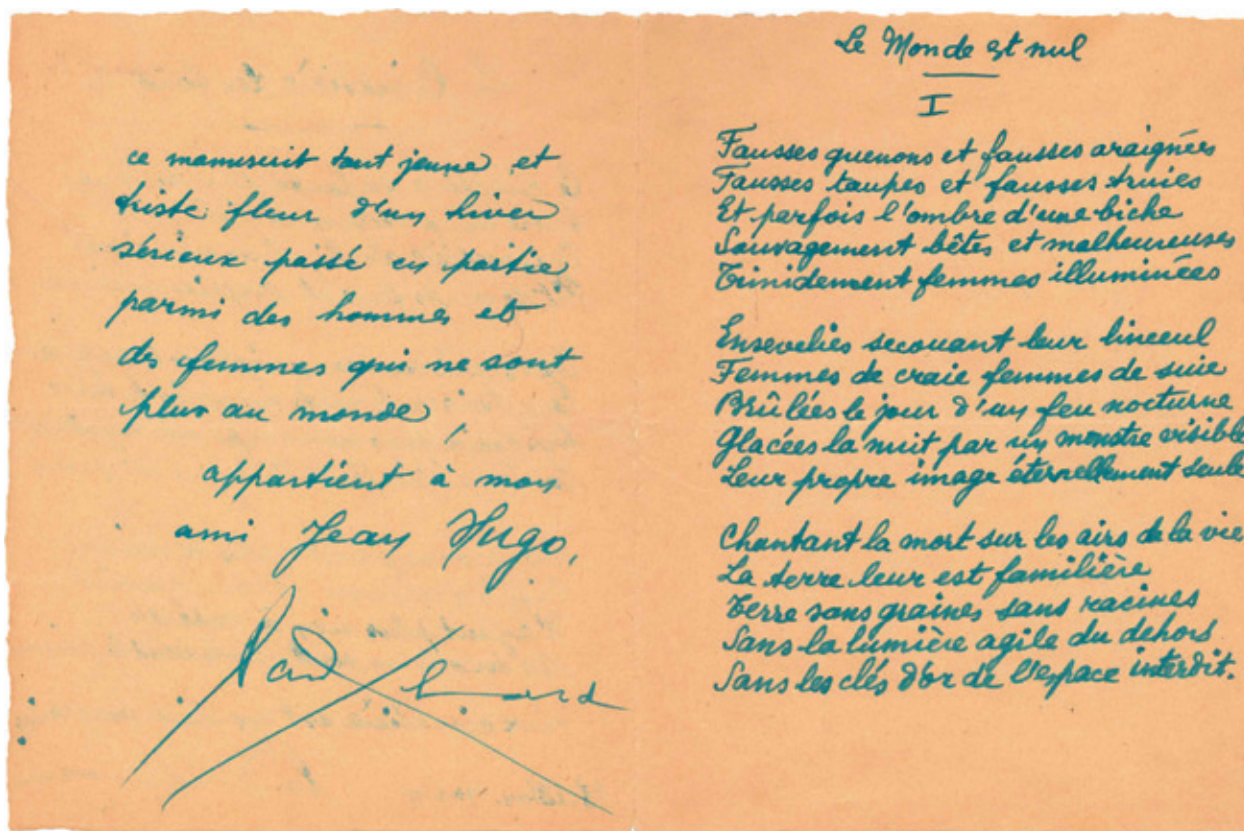 ce manuscrit tout jeune et
triste fleur d'un hiver
sérieux passé en partie
parmi des hommes et
des femmes qui ne sont
plus au monde,
appartient à mon
ami Jean Hugo,
Paul Eluard
Le Monde est nul
I
Fausses guenons et fausses araignées
Fausses taupes et fausses truies
Et parfois l'ombre d'une biche
Sauvagement bêtes et malheureuses
Timidement femmes illuminées
Ensevelies secouant leur linceul
Femmes de craie femmes de suie
Brûlées le jour d'un feu nocturne
Glacées la nuit par un monstre visible
Leur propre image éternellement seule
Chantant la mort sur les airs de la vie
La terre leur est familière
Terre sans graines sans racines
Sans la lumière agile du dehors
Sans les clés d'or de l'espace interdit.